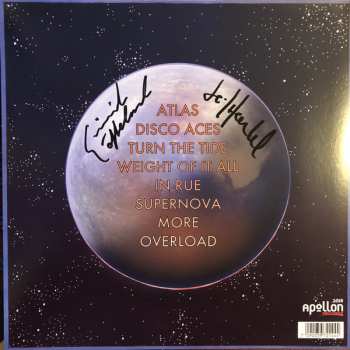 ATLAS
DISCO ACES
TURN THE TIDE
WEIGHT OF IT ALL
IN RUE
SUPERNOVA
MORE
OVERLOAD
Apollon